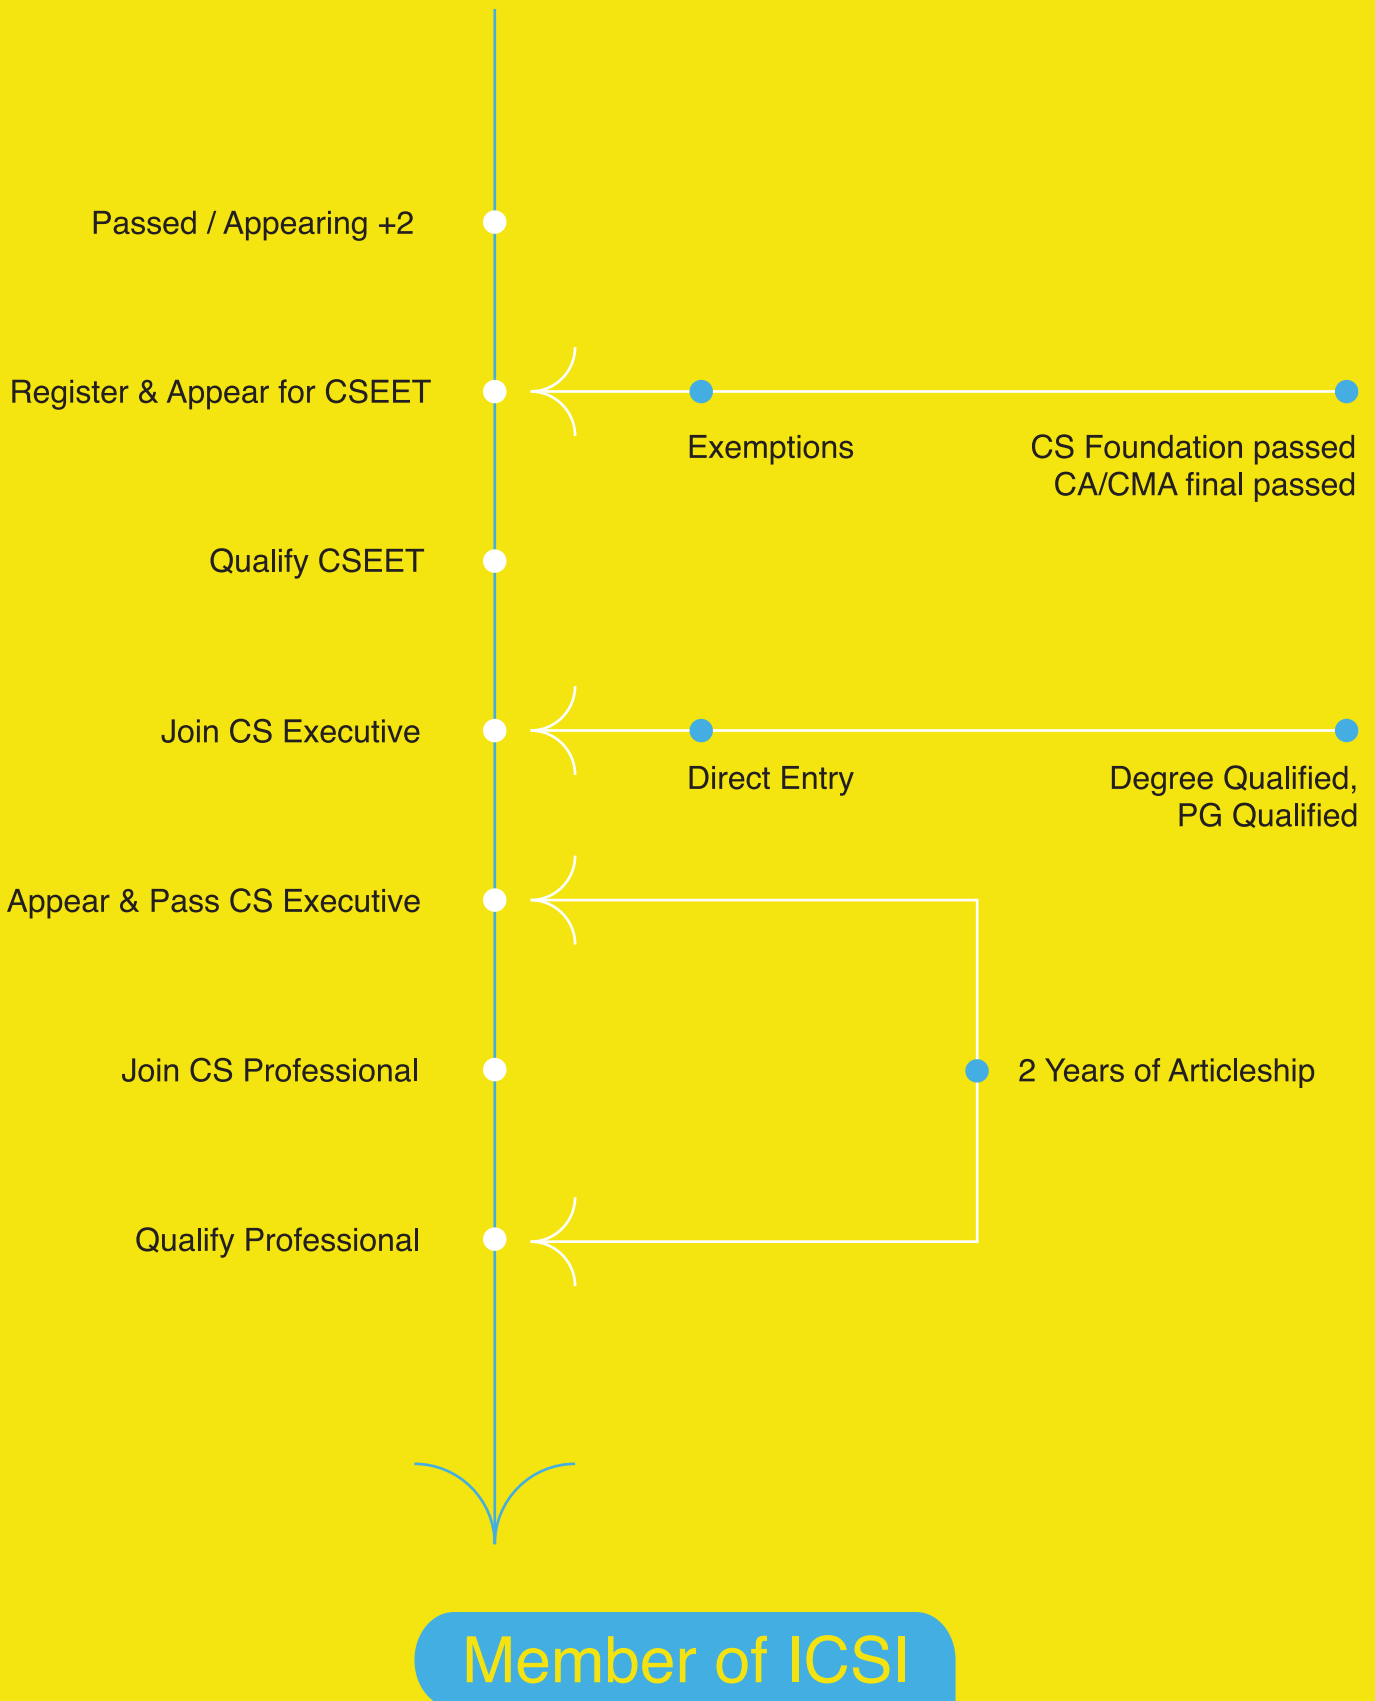 Passed / Appearing +2
Register & Appear for CSEET
Exemptions
CS Foundation passed
CA/CMA final passed
Qualify CSEET
Join CS Executive
Direct Entry
Degree Qualified,
PG Qualified
Appear & Pass CS Executive
Join CS Professional
2 Years of Articleship
Qualify Professional
Member of ICSI